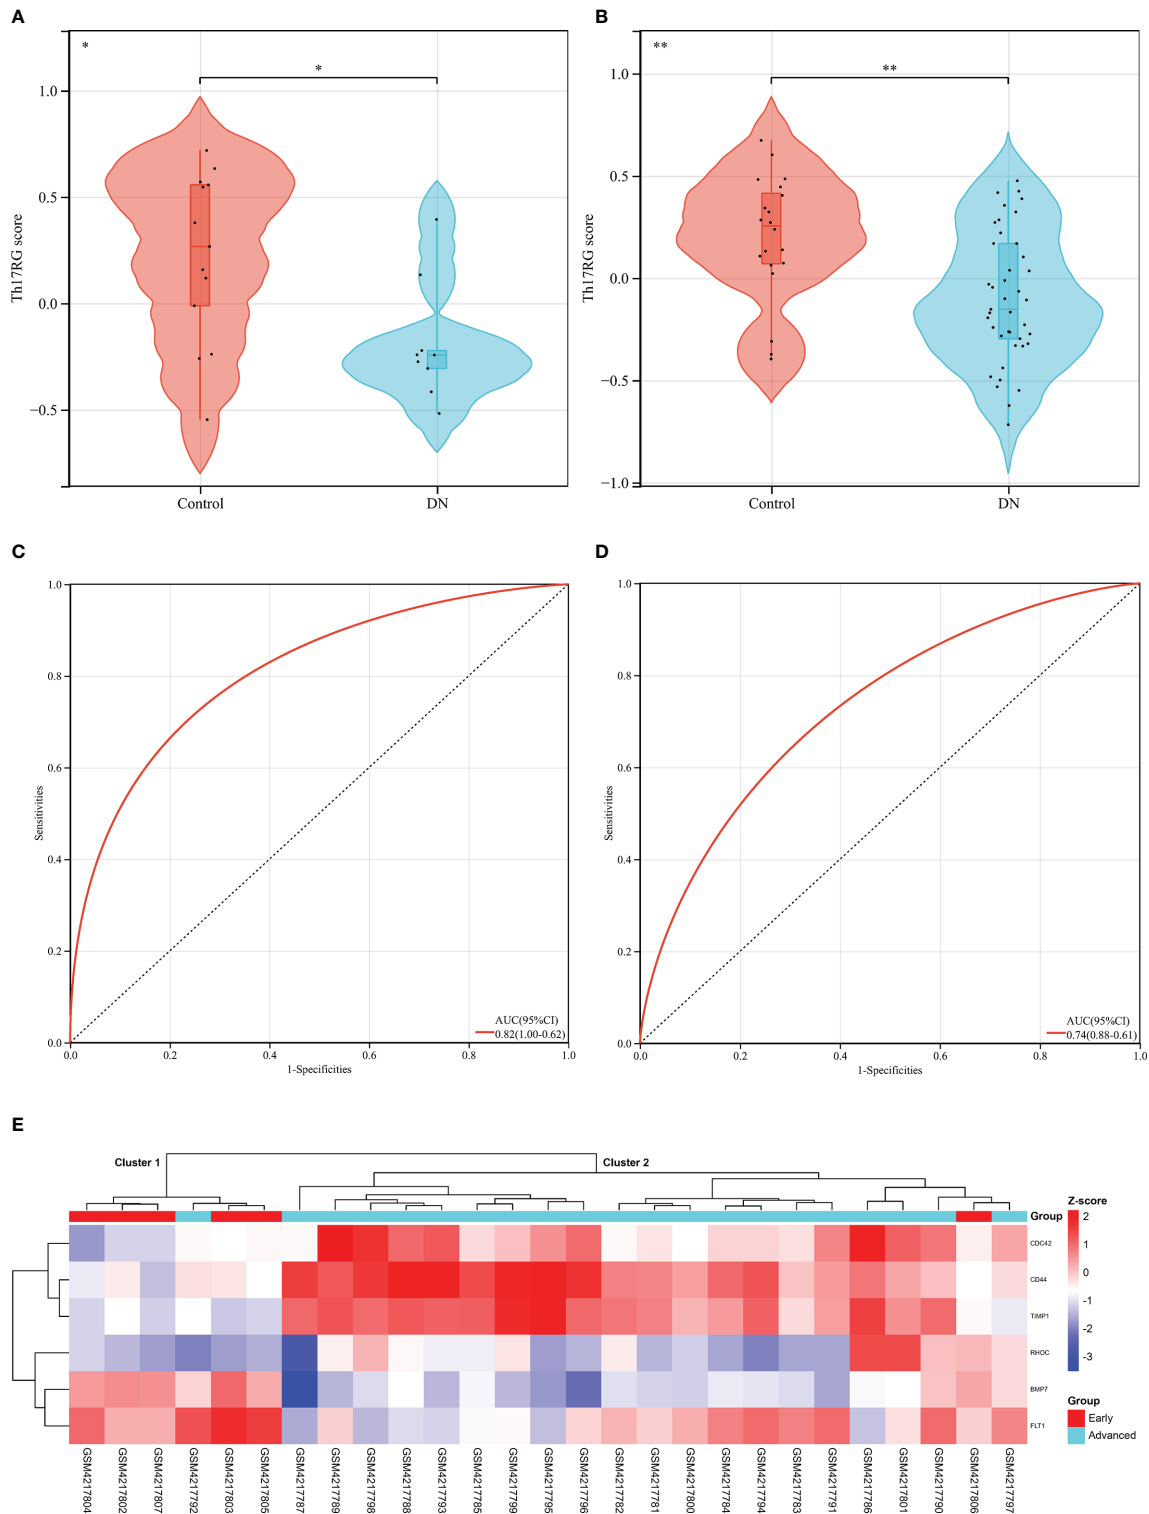 A
*
*
1.0
0.5
0.0
−0.5
Th17RG score
Control
DN
B
**
**
1.0
0.5
0.0
−0.5
−1.0
Th17RG score
Control
DN
C
1.0
0.8
0.6
0.4
0.2
0.0
Sensitivities
AUC(95%CI)
0.82(1.00-0.62)
0.0 0.2 0.4 0.6 0.8 1.0
1-Specificities
D
1.0
0.8
0.6
0.4
0.2
0.0
Sensitivities
AUC(95%CI)
0.74(0.88-0.61)
0.0 0.2 0.4 0.6 0.8 1.0
1-Specificities
E
Cluster 1
Cluster 2
Group
CDC42
CD44
TIMP1
RHOC
BMP7
FLT1
Z-score
2
1
0
-1
-2
-3
Group
Early
Advanced
GSM4217804
GSM4217802
GSM4217807
GSM4217792
GSM4217803
GSM4217805
GSM4217787
GSM4217789
GSM4217798
GSM4217788
GSM4217793
GSM4217785
GSM4217799
GSM4217795
GSM4217796
GSM4217782
GSM4217781
GSM4217800
GSM4217784
GSM4217794
GSM4217783
GSM4217791
GSM4217786
GSM4217801
GSM4217790
GSM4217806
GSM4217797